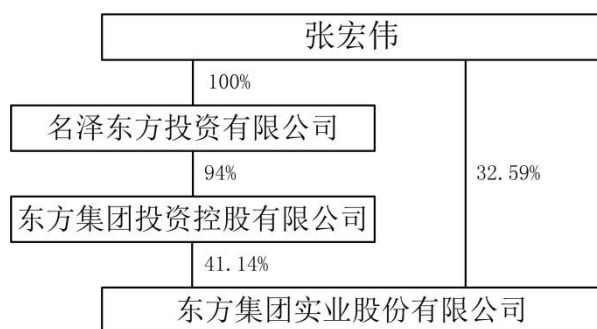 张宏伟
100%
名泽东方投资有限公司
94%
32.59%
东方集团投资控股有限公司
41.14%
东方集团实业股份有限公司